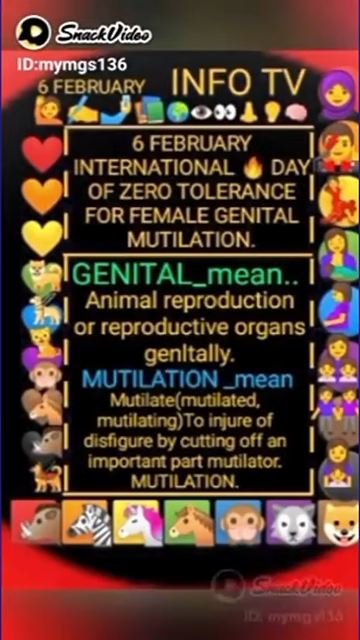 SnackVideo
ID:mymgs136
6 FEBRUARY INFO TV
6 FEBRUARY
INTERNATIONAL 🔥 DAY
OF ZERO TOLERANCE
FOR FEMALE GENITAL
MUTILATION.
GENITAL_mean..
Animal reproduction
or reproductive organs
genltally.
MUTILATION _mean
Mutilate(mutilated,
mutilating)To injure of
disfigure by cutting off an
important part mutilator.
MUTILATION.
SnackVideo